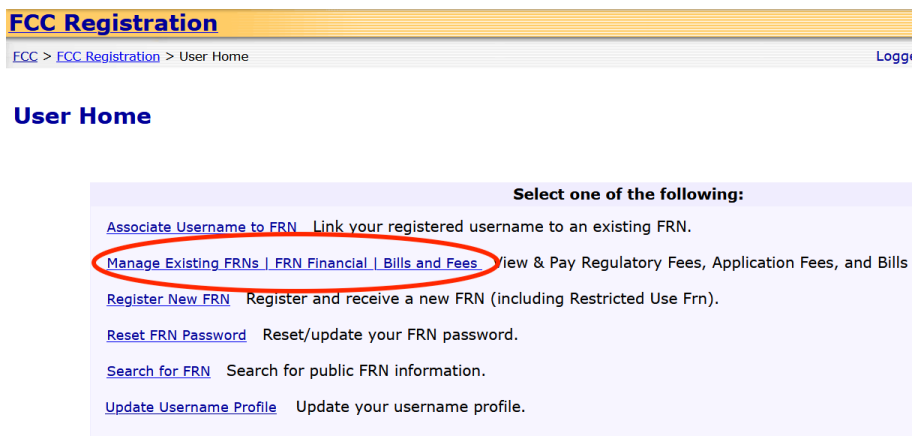 FCC Registration
FCC > FCC Registration > User Home
User Home
Select one of the following:
Associate Username to FRN Link your registered username to an existing FRN.
Manage Existing FRNs | FRN Financial | Bills and Fees View & Pay Regulatory Fees, Application Fees, and Bills
Register New FRN Register and receive a new FRN (including Restricted Use Frn).
Reset FRN Password Reset/update your FRN password.
Search for FRN Search for public FRN information.
Update Username Profile Update your username profile.